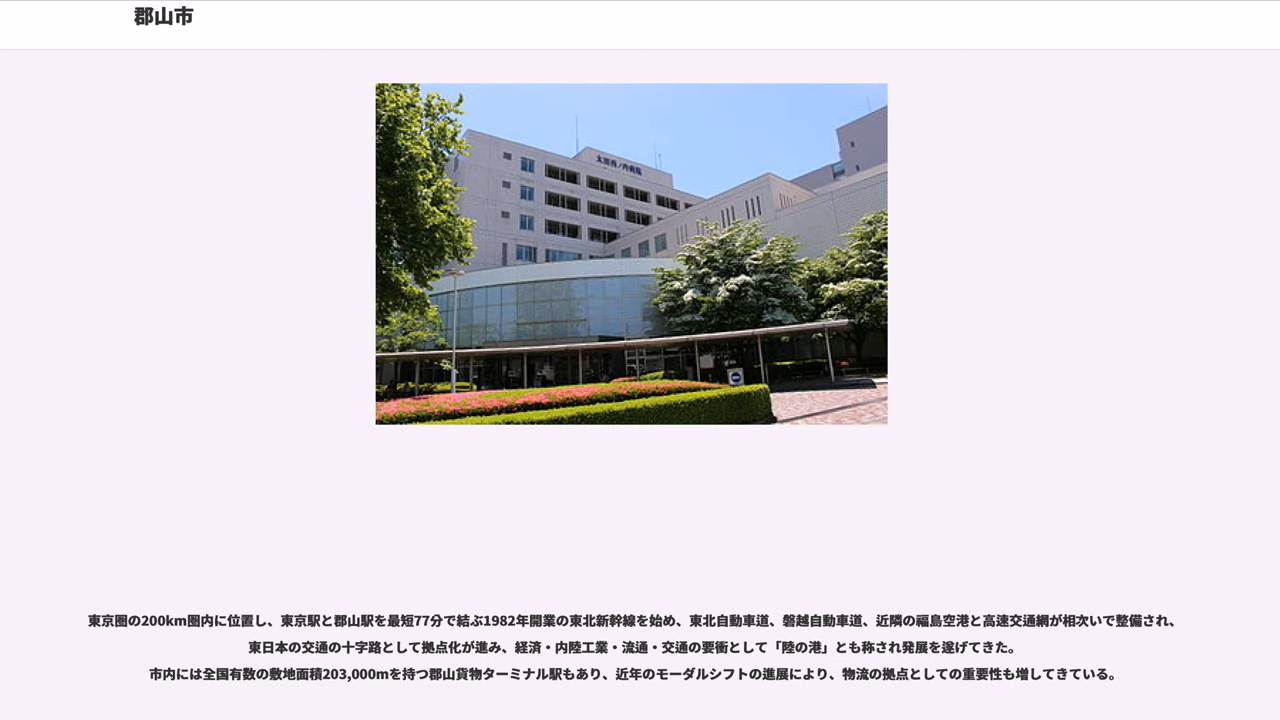 郡山市
太田西ノ内病院
東京圏の200km圏内に位置し、東京駅と郡山駅を最短77分で結ぶ1982年開業の東北新幹線を始め、東北自動車道、磐越自動車道、近隣の福島空港と高速交通網が相次いで整備され、
東日本の交通の十字路として拠点化が進み、経済・内陸工業・流通・交通の要衝として「陸の港」とも称され発展を遂げてきた。
市内には全国有数の敷地面積203,000mを持つ郡山貨物ターミナル駅もあり、近年のモーダルシフトの進展により、物流の拠点としての重要性も増してきている。